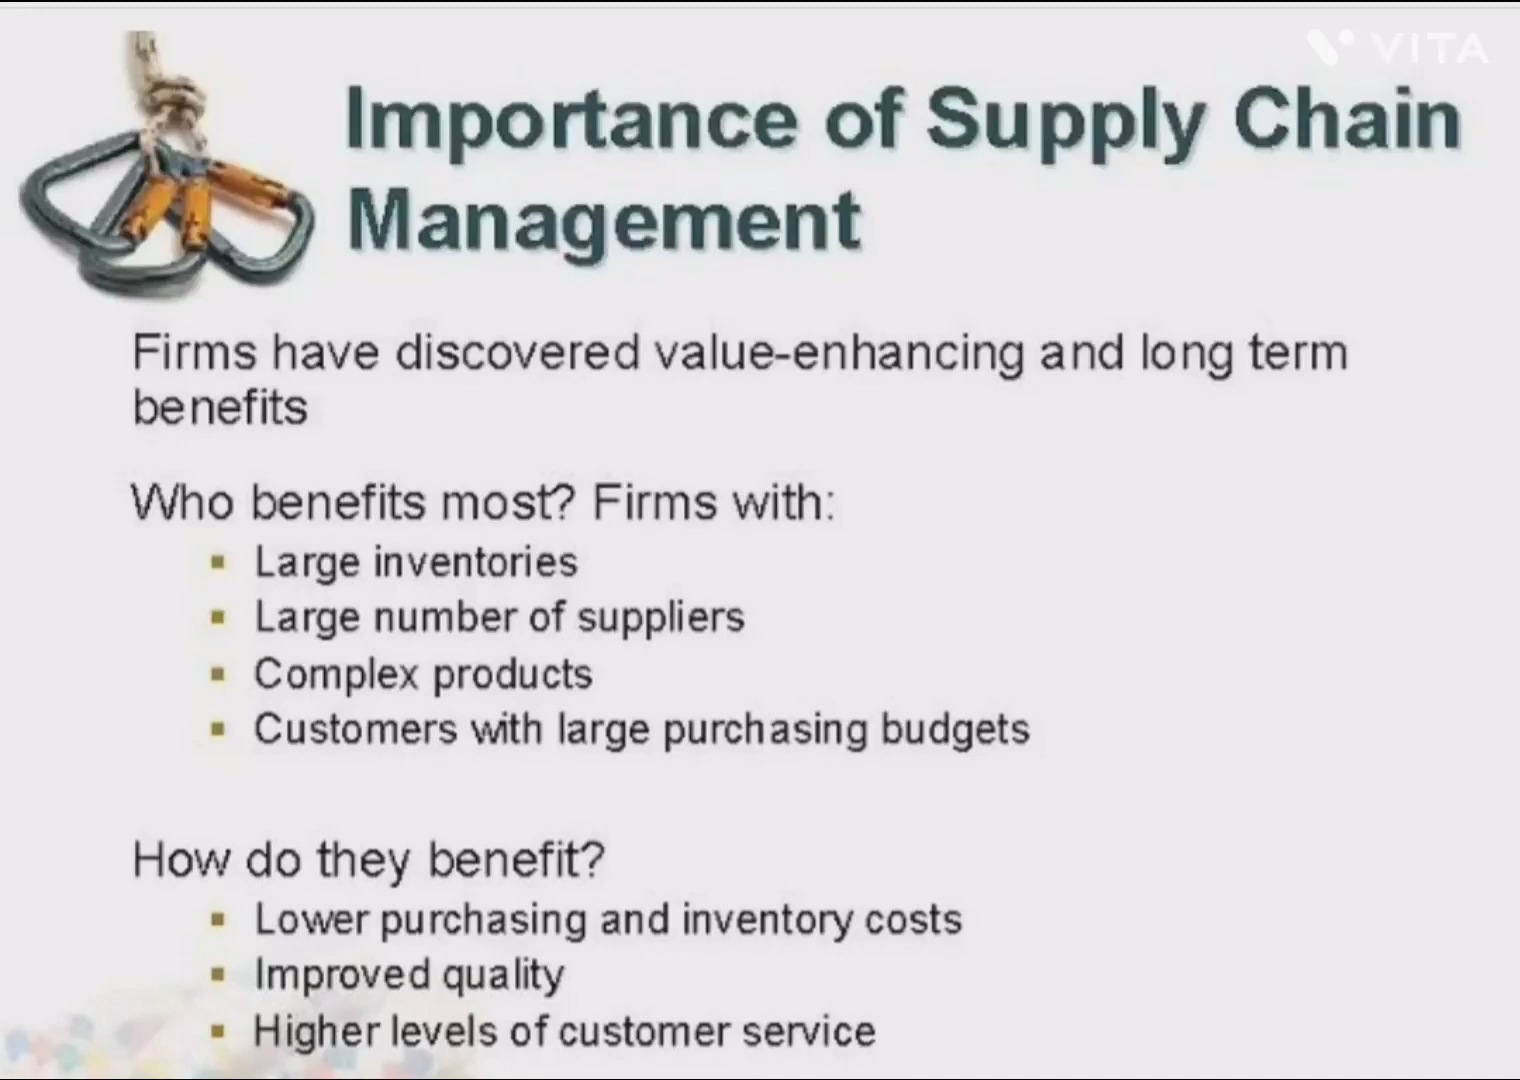 VITA
Importance of Supply Chain
Management
Firms have discovered value-enhancing and long term
benefits
Who benefits most? Firms with:
Large inventories
Large number of suppliers
Complex products
Customers with large purchasing budgets
How do they benefit?
Lower purchasing and inventory costs
Improved quality
Higher levels of customer service